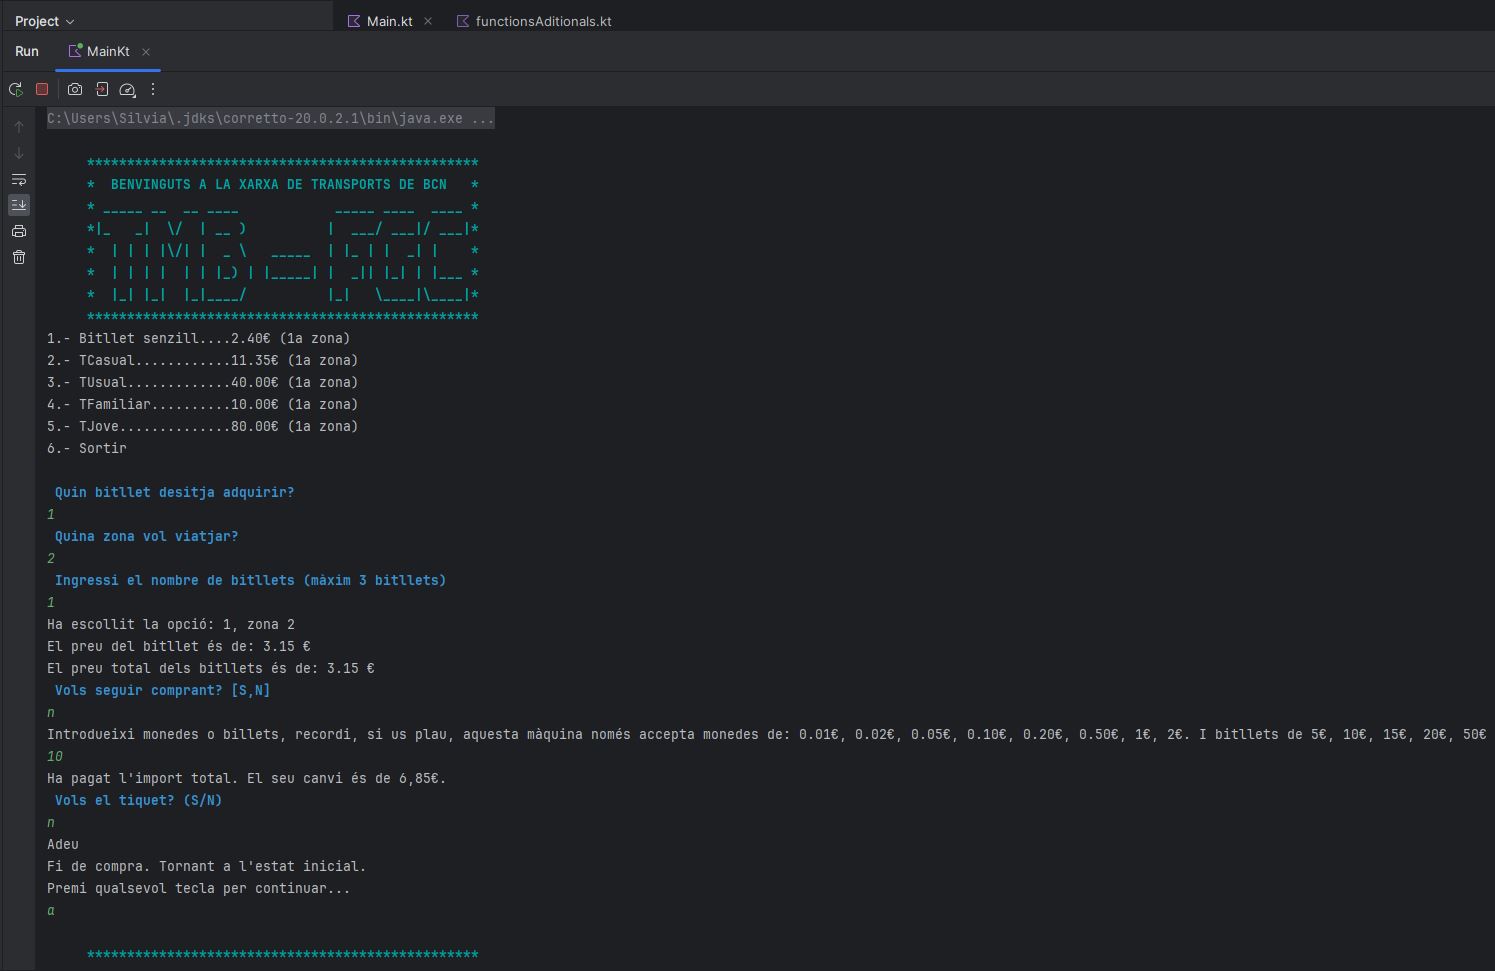 Project
Main.kt
functionsAditionals.kt
Run
MainKt
C:\Users\Silvia\.jdks\corretto-20.0.2.1\bin\java.exe ...
*************************************************
*  BENVINGUTS A LA XARXA DE TRANSPORTS DE BCN   *
* _____ __  __ ____            _____ ____  ____ *
*|_   _|  \/  | __ )          |  ___/ ___|/ ___|*
*  | | | |\/| |  _ \   _____  | |_ | |  _| |    *
*  | | | |  | | |_) | |_____| |  _|| |_| | |___ *
*  |_| |_|  |_|____/          |_|   \____|\____|*
*************************************************
1.- Bitllet senzill....2.40€ (1a zona)
2.- TCasual............11.35€ (1a zona)
3.- TUsual.............40.00€ (1a zona)
4.- TFamiliar..........10.00€ (1a zona)
5.- TJove..............80.00€ (1a zona)
6.- Sortir
Quin bitllet desitja adquirir?
1
Quina zona vol viatjar?
2
Ingressi el nombre de bitllets (màxim 3 bitllets)
1
Ha escollit la opció: 1, zona 2
El preu del bitllet és de: 3.15 €
El preu total dels bitllets és de: 3.15 €
Vols seguir comprant? [S,N]
n
Introdueixi monedes o billets, recordi, si us plau, aquesta màquina només accepta monedes de: 0.01€, 0.02€, 0.05€, 0.10€, 0.20€, 0.50€, 1€, 2€. I bitllets de 5€, 10€, 15€, 20€, 50€
10
Ha pagat l'import total. El seu canvi és de 6,85€.
Vols el tiquet? (S/N)
n
Adeu
Fi de compra. Tornant a l'estat inicial.
Premi qualsevol tecla per continuar...
a
*************************************************